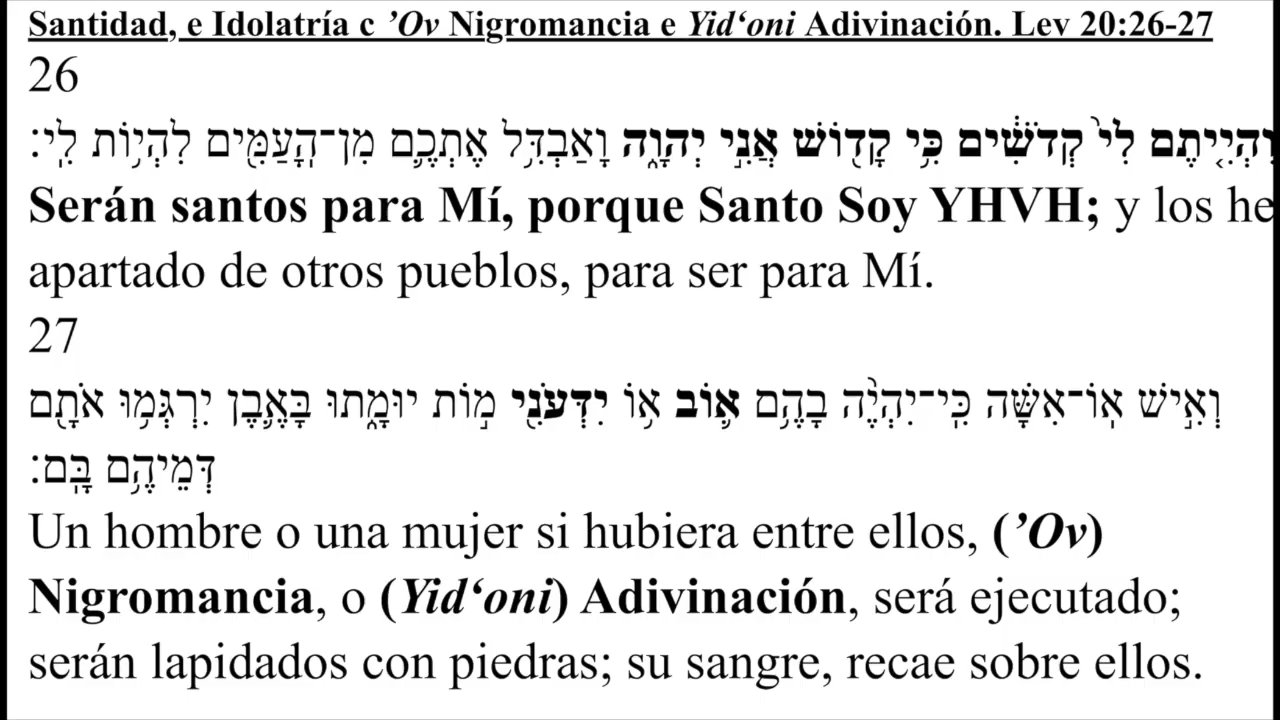 Santidad, e Idolatría c ’Ov Nigromancia e Yid‘oni Adivinación. Lev 20:26-27
26
וִהְיִ֤יתֶם לִי֙ קְדֹשִׁ֔ים כִּ֥י קָד֖וֹשׁ אֲנִ֣י יְהוָ֑ה וָאַבְדִּ֥ל אֶתְכֶ֛ם מִן־הָֽעַמִּ֖ים לִהְי֥וֹת לִֽי׃
Serán santos para Mí, porque Santo Soy YHVH; y los he
apartado de otros pueblos, para ser para Mí.
27
וְאִ֣ישׁ אֽוֹ־אִשָּׁ֗ה כִּֽי־יִהְיֶ֨ה בָהֶ֥ם א֛וֹב א֥וֹ יִדְּעֹנִ֖י מ֣וֹת יוּמָ֑תוּ בָּאֶ֛בֶן יִרְגְּמ֥וּ אֹתָ֖ם
דְּמֵיהֶ֥ם בָּֽם׃
Un hombre o una mujer si hubiera entre ellos, (’Ov)
Nigromancia, o (Yid‘oni) Adivinación, será ejecutado;
serán lapidados con piedras; su sangre, recae sobre ellos.